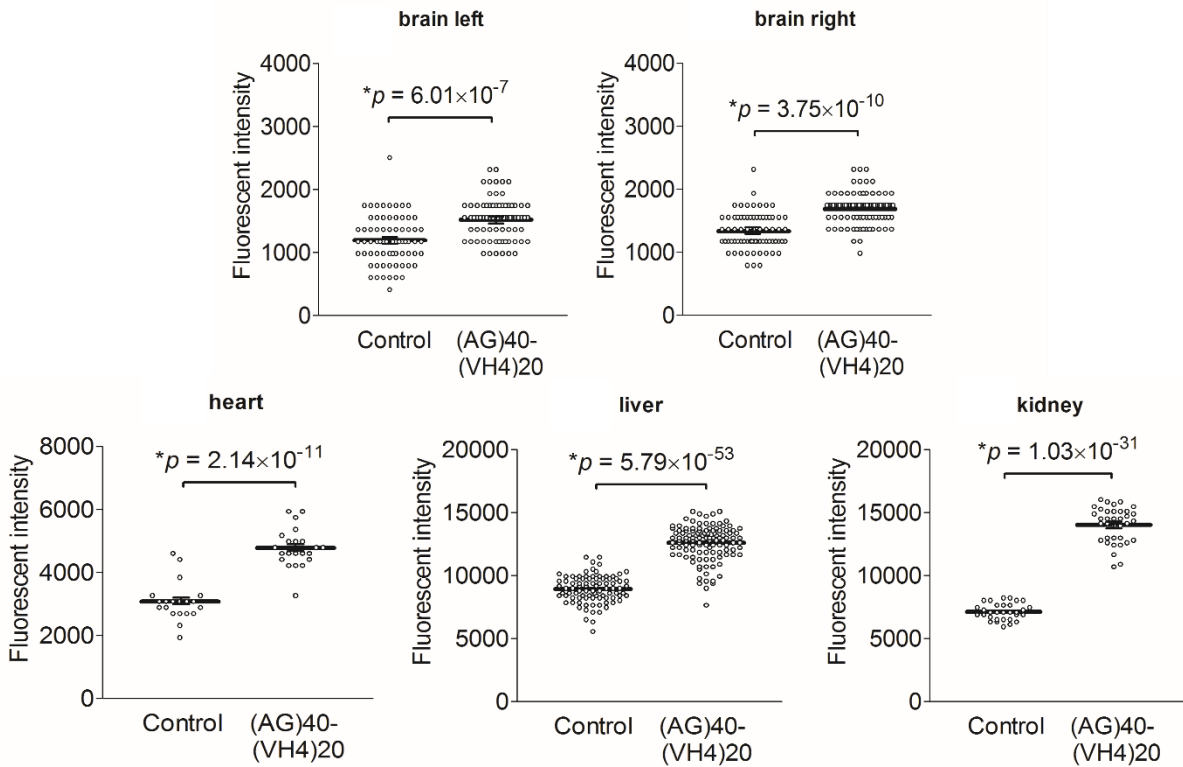 brain left
4000
3000
2000
1000
0
Fluorescent intensity
*p = 6.01×10-7
Control
(AG)40-
(VH4)20
brain right
4000
3000
2000
1000
0
Fluorescent intensity
*p = 3.75×10-10
Control
(AG)40-
(VH4)20
heart
8000
6000
4000
2000
0
Fluorescent intensity
*p = 2.14×10-11
Control
(AG)40-
(VH4)20
liver
20000
15000
10000
5000
0
Fluorescent intensity
*p = 5.79×10-53
Control
(AG)40-
(VH4)20
kidney
20000
15000
10000
5000
0
Fluorescent intensity
*p = 1.03×10-31
Control
(AG)40-
(VH4)20